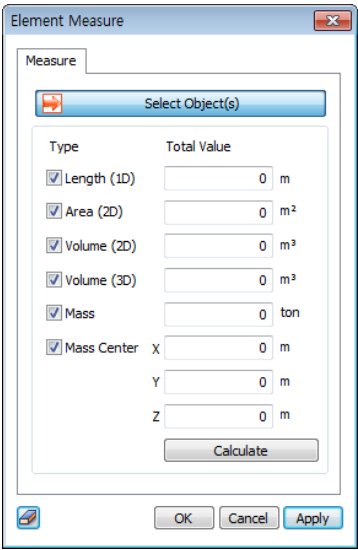 Element Measure
Measure
Select Object(s)
Type Total Value
Length (1D) 0 m
Area (2D) 0 m²
Volume (2D) 0 m³
Volume (3D) 0 m³
Mass 0 ton
Mass Center X 0 m
Y 0 m
Z 0 m
Calculate
OK Cancel Apply